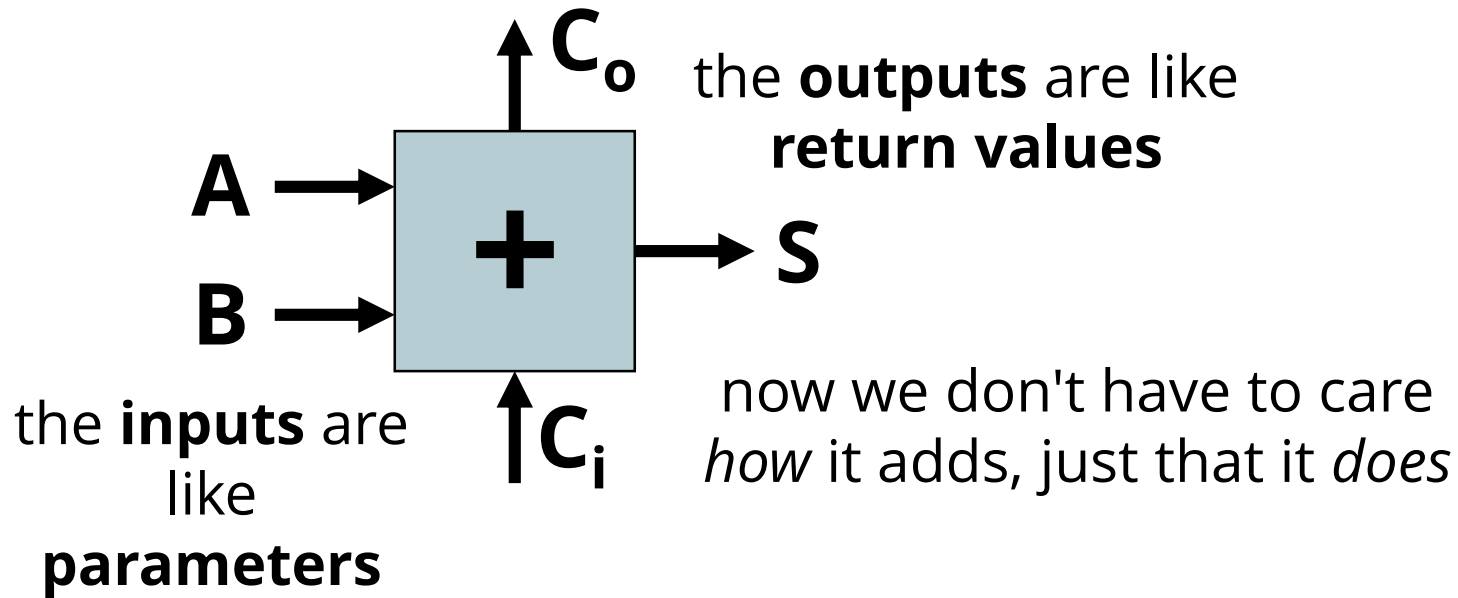 C₀
the outputs are like
return values
A
+
S
B
the inputs are
like
parameters
Cᵢ
now we don't have to care
how it adds, just that it does